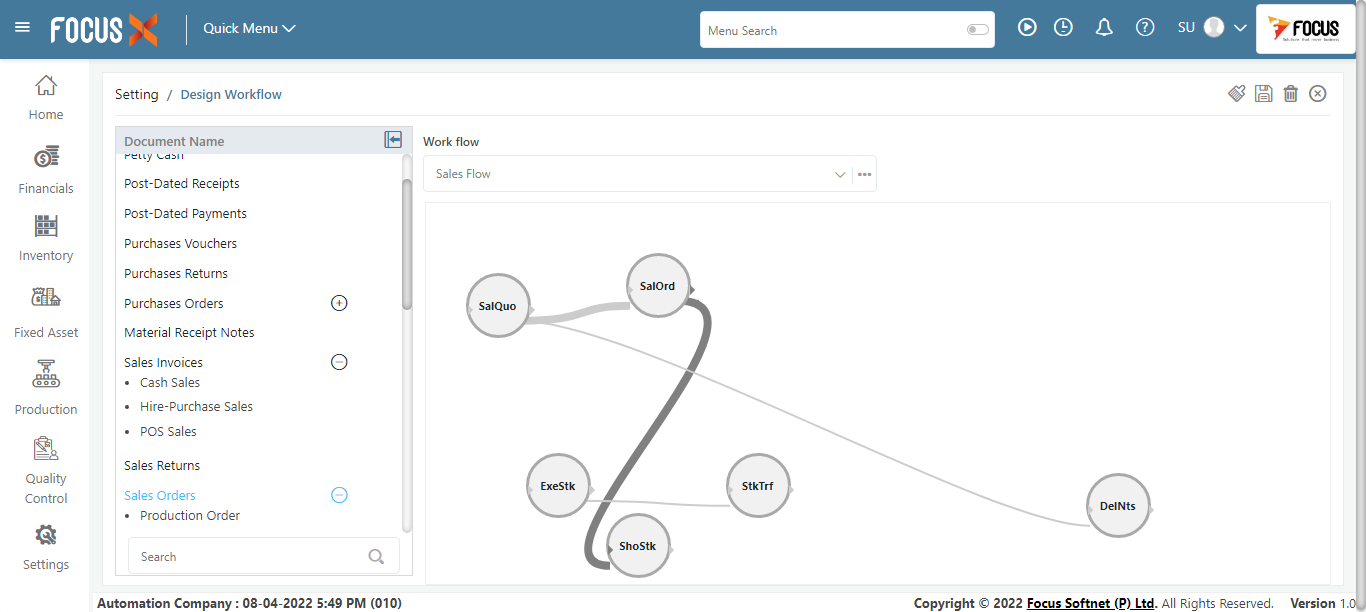 FOCUS X
Quick Menu
Menu Search
SU
FOCUS
Home
Financials
Inventory
Fixed Asset
Production
Quality
Control
Settings
Setting / Design Workflow
Document Name
Petty Cash
Post-Dated Receipts
Post-Dated Payments
Purchases Vouchers
Purchases Returns
Purchases Orders
Material Receipt Notes
Sales Invoices
• Cash Sales
• Hire-Purchase Sales
• POS Sales
Sales Returns
Sales Orders
• Production Order
Search
Work flow
Sales Flow
SalQuo
SalOrd
ExeStk
StkTrf
ShoStk
DelNts
Automation Company : 08-04-2022 5:49 PM (010)
Copyright © 2022 Focus Softnet (P) Ltd. All Rights Reserved. Version 1.0